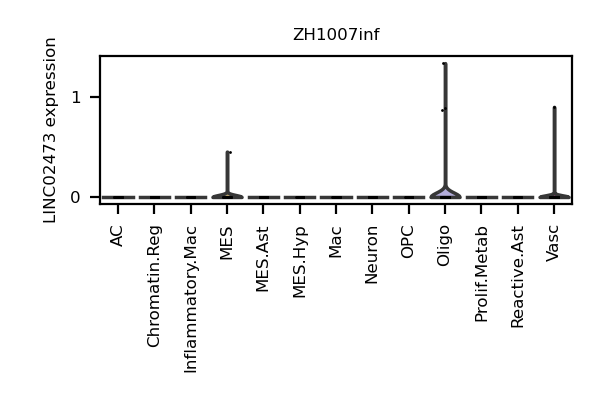 ZH1007inf
LINC02473 expression
1
0
AC
Chromatin.Reg
Inflammatory.Mac
MES
MES.Ast
MES.Hyp
Mac
Neuron
OPC
Oligo
Prolif.Metab
Reactive.Ast
Vasc